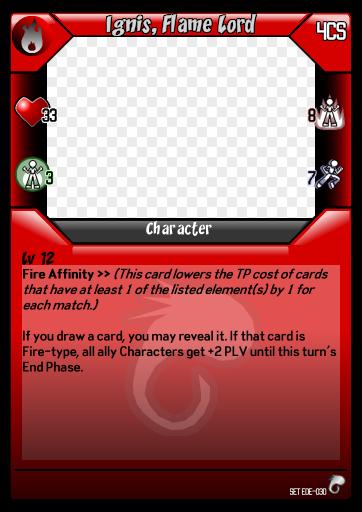 Ignis, Flame Lord
4CS
33
8
3
7
Character
Lv 12
Fire Affinity >> (This card lowers the TP cost of cards
that have at least 1 of the listed element(s) by 1 for
each match.)
If you draw a card, you may reveal it. If that card is
Fire-type, all ally Characters get +2 PLV until this turn's
End Phase.
SET EOE-030